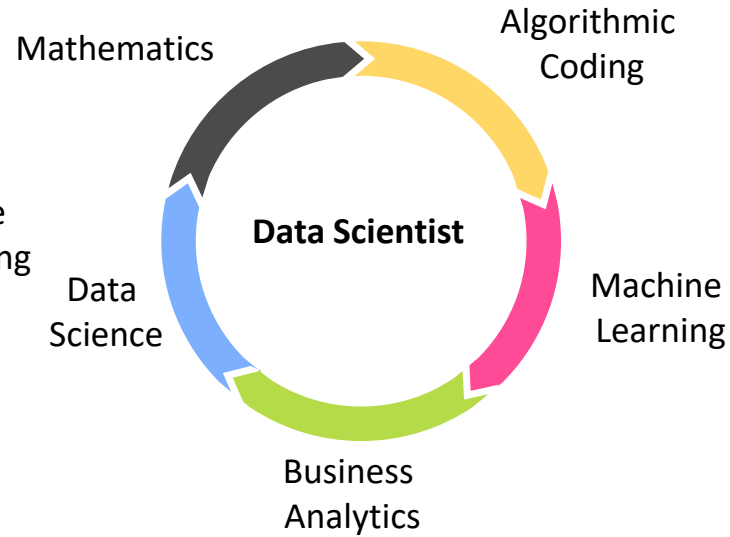 Algorithmic
Coding
Mathematics
Data Scientist
Data
Science
Machine
Learning
Business
Analytics